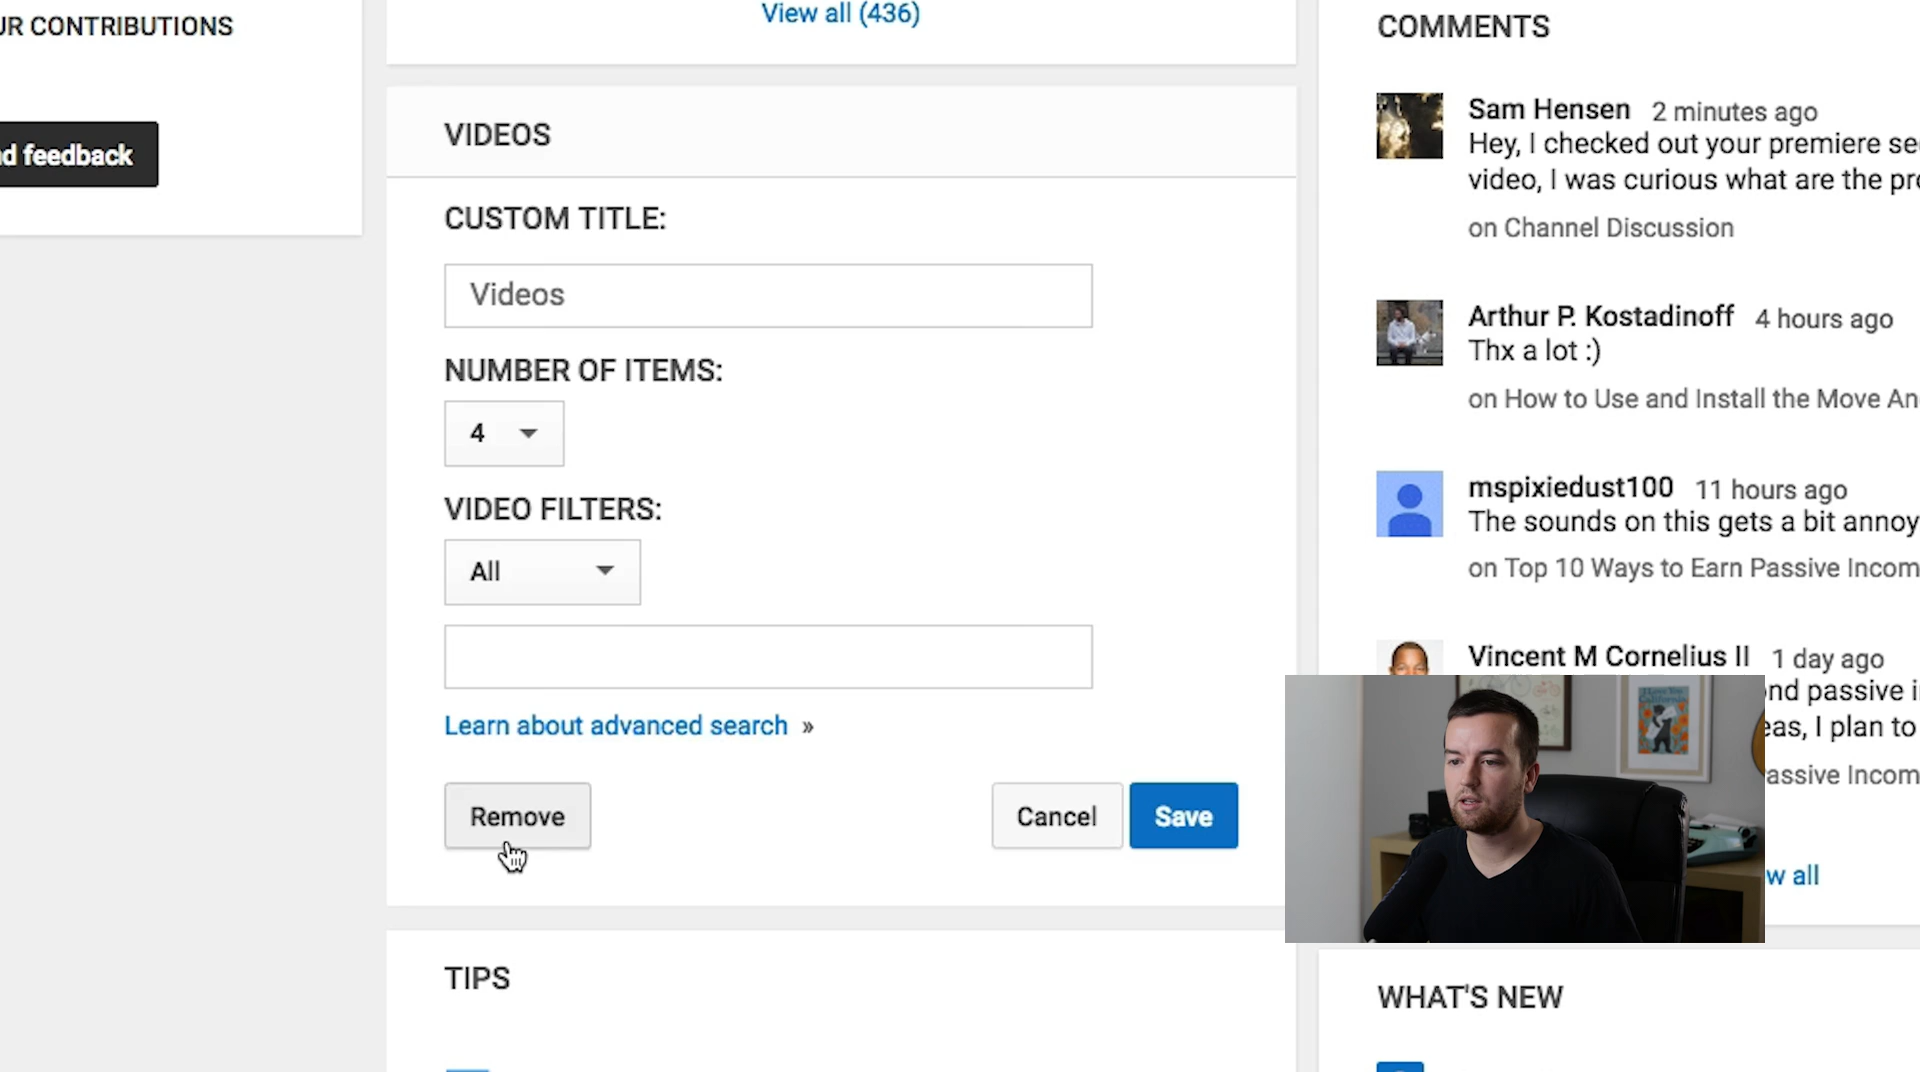 UR CONTRIBUTIONS
d feedback
View all (436)
VIDEOS
CUSTOM TITLE:
Videos
NUMBER OF ITEMS:
4
VIDEO FILTERS:
All
Learn about advanced search »
Remove
Cancel
Save
TIPS
COMMENTS
Sam Hensen 2 minutes ago
Hey, I checked out your premiere se
video, I was curious what are the pro
on Channel Discussion
Arthur P. Kostadinoff 4 hours ago
Thx a lot :)
on How to Use and Install the Move An
mspixiedust100 11 hours ago
The sounds on this gets a bit annoy
on Top 10 Ways to Earn Passive Incom
Vincent M Cornelius II 1 day ago
nd passive i
eas, I plan to
assive Incom
w all
I Love You
California
WHAT'S NEW